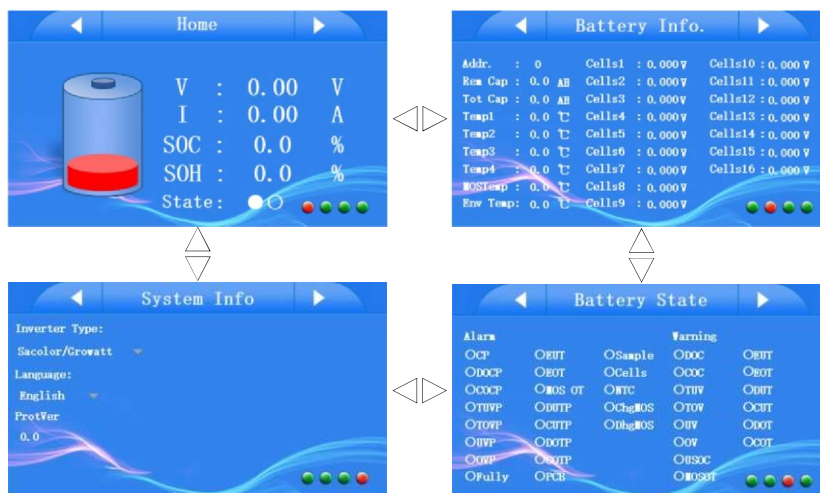 Home
V : 0.00 V
I : 0.00 A
SOC : 0.0 %
SOH : 0.0 %
State:
Battery Info.
Addr. : 0 Cells1 : 0.000 V Cells10 : 0.000 V
Rem Cap : 0.0 AH Cells2 : 0.000 V Cells11 : 0.000 V
Tot Cap : 0.0 AH Cells3 : 0.000 V Cells12 : 0.000 V
Temp1 : 0.0 ℃ Cells4 : 0.000 V Cells13 : 0.000 V
Temp2 : 0.0 ℃ Cells5 : 0.000 V Cells14 : 0.000 V
Temp3 : 0.0 ℃ Cells6 : 0.000 V Cells15 : 0.000 V
Temp4 : 0.0 ℃ Cells7 : 0.000 V Cells16 : 0.000 V
MOSTemp : 0.0 ℃ Cells8 : 0.000 V
Env Temp: 0.0 ℃ Cells9 : 0.000 V
System Info
Inverter Type:
Sacolor/Growatt
Language:
English
ProtVer
0.0
Battery State
Alarm Warning
OCP EUT Sample DOC EUT
DOCP EOT Cells COC EOT
COCP MOS OT NTC TUV DUT
TUVP DUTP ChgMOS TOV CUT
TOVP CUTP DhgMOS UV DOT
UVP DOTP OV COT
OVP COTP USOC
Fully PCB MOSOT